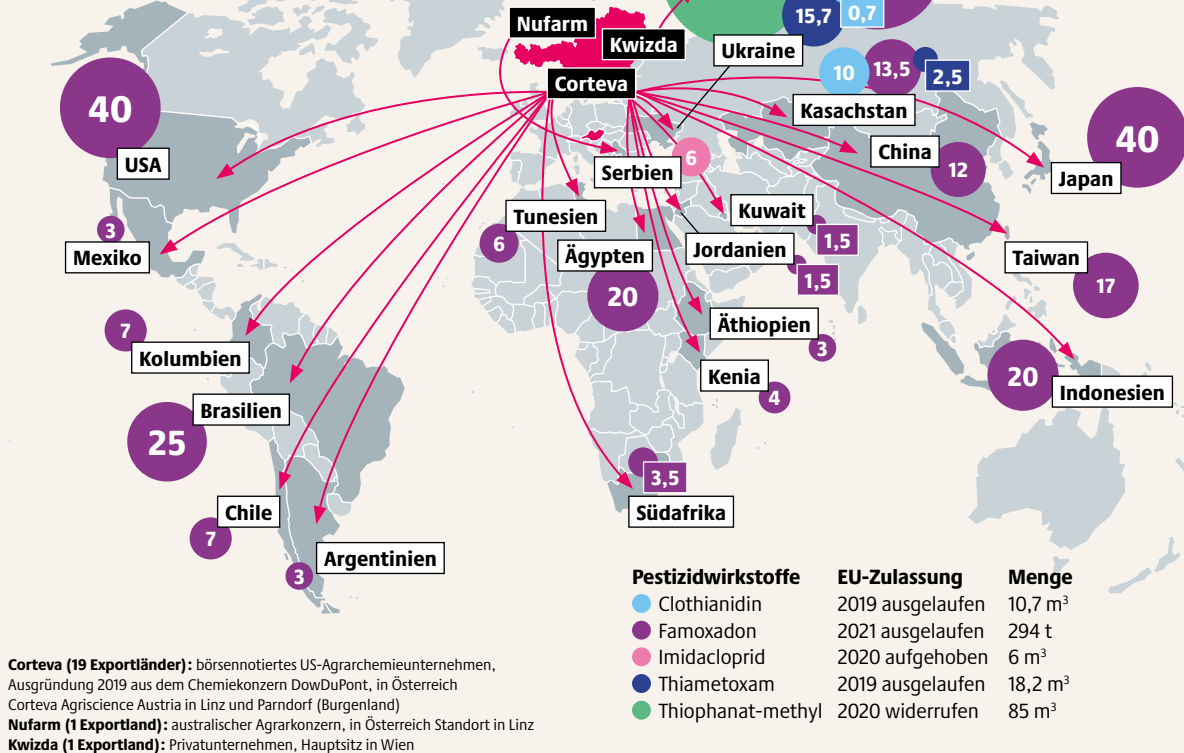 15,7
0,7
Nufarm
Kwizda
Ukraine
Corteva
10
13,5
2,5
40
Kasachstan
40
USA
China
12
6
Serbien
Japan
3
Mexiko
Tunesien
6
Kuwait
1,5
Ägypten
Jordanien
Taiwan
1,5
17
20
7
Kolumbien
Äthiopien
3
Kenia
4
20
Indonesien
Brasilien
25
3,5
Südafrika
Chile
7
Argentinien
3
Pestizidwirkstoffe EU-Zulassung Menge
Clothianidin 2019 ausgelaufen 10,7 m³
Famoxadon 2021 ausgelaufen 294 t
Imidacloprid 2020 aufgehoben 6 m³
Thiametoxam 2019 ausgelaufen 18,2 m³
Thiophanat-methyl 2020 widerrufen 85 m³
Corteva (19 Exportländer): börsennotiertes US-Agrarchemieunternehmen,
Ausgründung 2019 aus dem Chemiekonzern DowDuPont, in Österreich
Corteva Agriscience Austria in Linz und Parndorf (Burgenland)
Nufarm (1 Exportland): australischer Agrarkonzern, in Österreich Standort in Linz
Kwizda (1 Exportland): Privatunternehmen, Hauptsitz in Wien